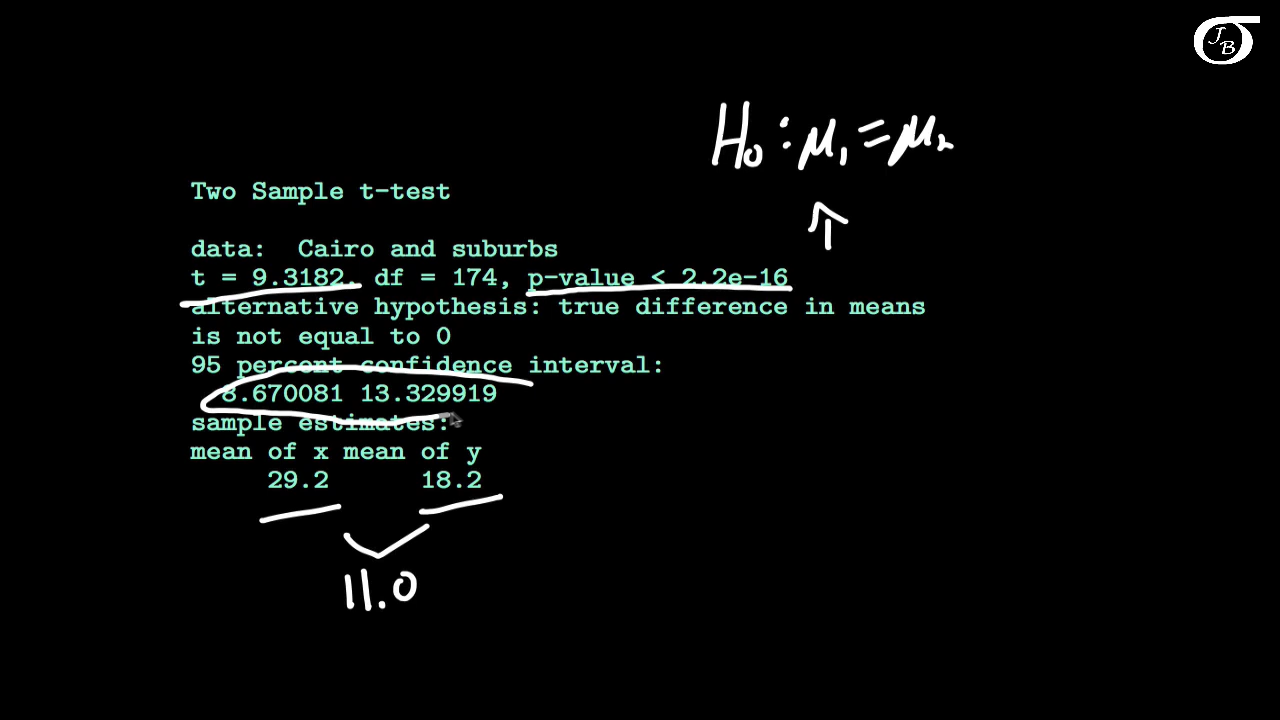 JB
H₀ : μ₁ = μ₂
Two Sample t-test
data:  Cairo and suburbs
t = 9.3182, df = 174, p-value < 2.2e-16
alternative hypothesis: true difference in means
is not equal to 0
95 percent confidence interval:
8.670081 13.329919
sample estimates:
mean of x mean of y
29.2 18.2
11.0